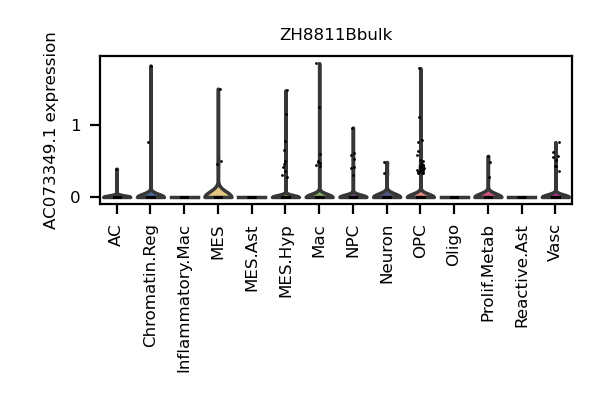 ZH8811Bbulk
AC073349.1 expression
1
0
AC
Chromatin.Reg
Inflammatory.Mac
MES
MES.Ast
MES.Hyp
Mac
NPC
Neuron
OPC
Oligo
Prolif.Metab
Reactive.Ast
Vasc